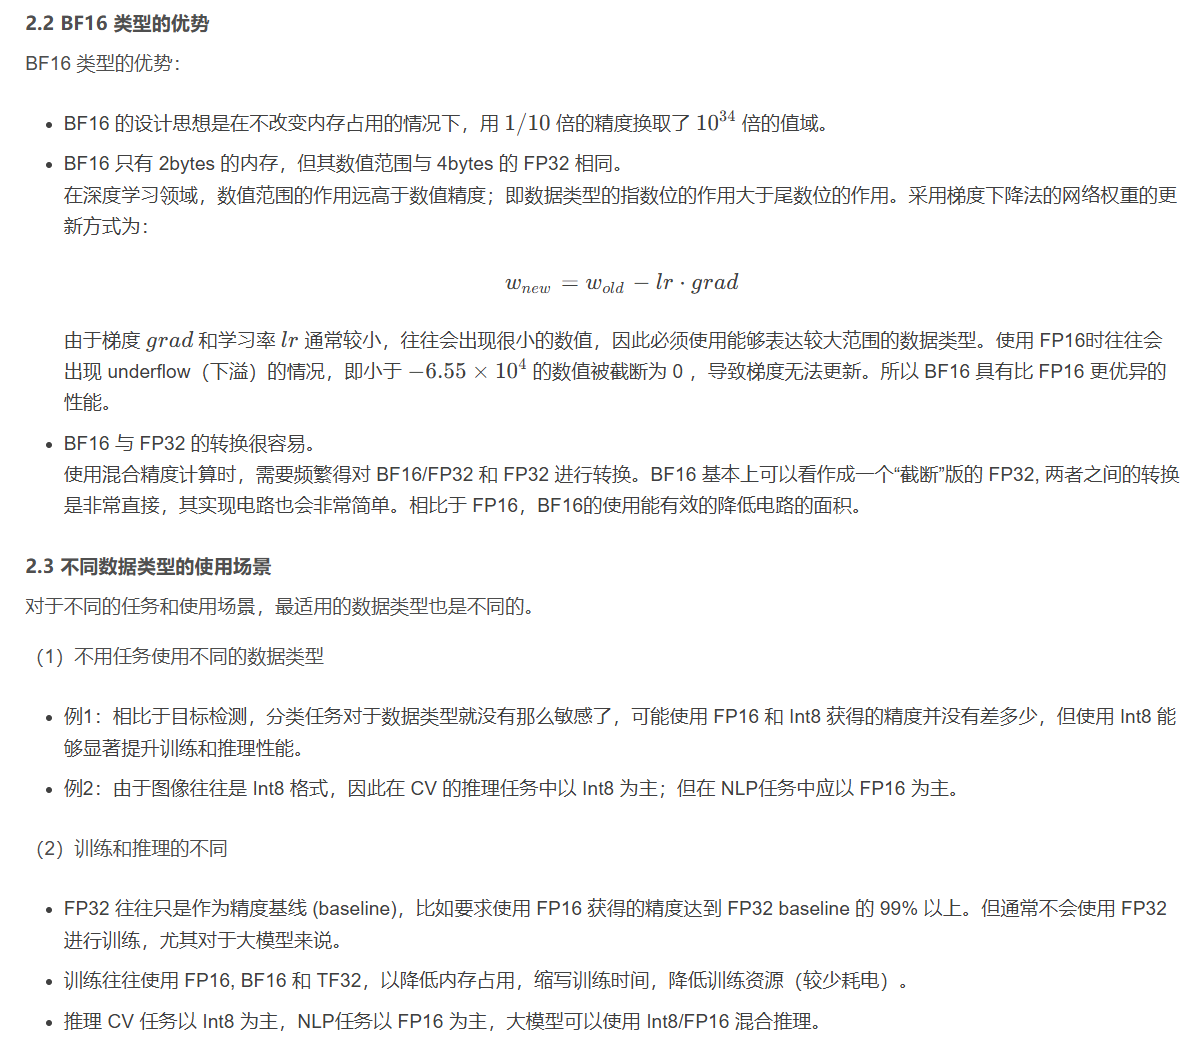 2.2 BF16 类型的优势
BF16 类型的优势：
• BF16 的设计思想是在不改变内存占用的情况下，用 1/10 倍的精度换取了 10^34 倍的值域。
• BF16 只有 2bytes 的内存，但其数值范围与 4bytes 的 FP32 相同。
在深度学习领域，数值范围的作用远高于数值精度；即数据类型的指数位的作用大于尾数位的作用。采用梯度下降法的网络权重的更
新方式为：
w_new = w_old − lr · grad
由于梯度 grad 和学习率 lr 通常较小，往往会出现很小的数值，因此必须使用能够表达较大范围的数据类型。使用 FP16时往往会
出现 underflow（下溢）的情况，即小于 −6.55 × 10^4 的数值被截断为 0 ，导致梯度无法更新。所以 BF16 具有比 FP16 更优异的
性能。
• BF16 与 FP32 的转换很容易。
使用混合精度计算时，需要频繁得对 BF16/FP32 和 FP32 进行转换。BF16 基本上可以看作成一个“截断”版的 FP32, 两者之间的转换
是非常直接，其实现电路也会非常简单。相比于 FP16，BF16的使用能有效的降低电路的面积。
2.3 不同数据类型的使用场景
对于不同的任务和使用场景，最适用的数据类型也是不同的。
（1）不用任务使用不同的数据类型
• 例1：相比于目标检测，分类任务对于数据类型就没有那么敏感了，可能使用 FP16 和 Int8 获得的精度并没有差多少，但使用 Int8 能
够显著提升训练和推理性能。
• 例2：由于图像往往是 Int8 格式，因此在 CV 的推理任务中以 Int8 为主；但在 NLP任务中应以 FP16 为主。
（2）训练和推理的不同
• FP32 往往只是作为精度基线 (baseline)，比如要求使用 FP16 获得的精度达到 FP32 baseline 的 99% 以上。但通常不会使用 FP32
进行训练，尤其对于大模型来说。
• 训练往往使用 FP16, BF16 和 TF32，以降低内存占用，缩写训练时间，降低训练资源（较少耗电）。
• 推理 CV 任务以 Int8 为主，NLP任务以 FP16 为主，大模型可以使用 Int8/FP16 混合推理。